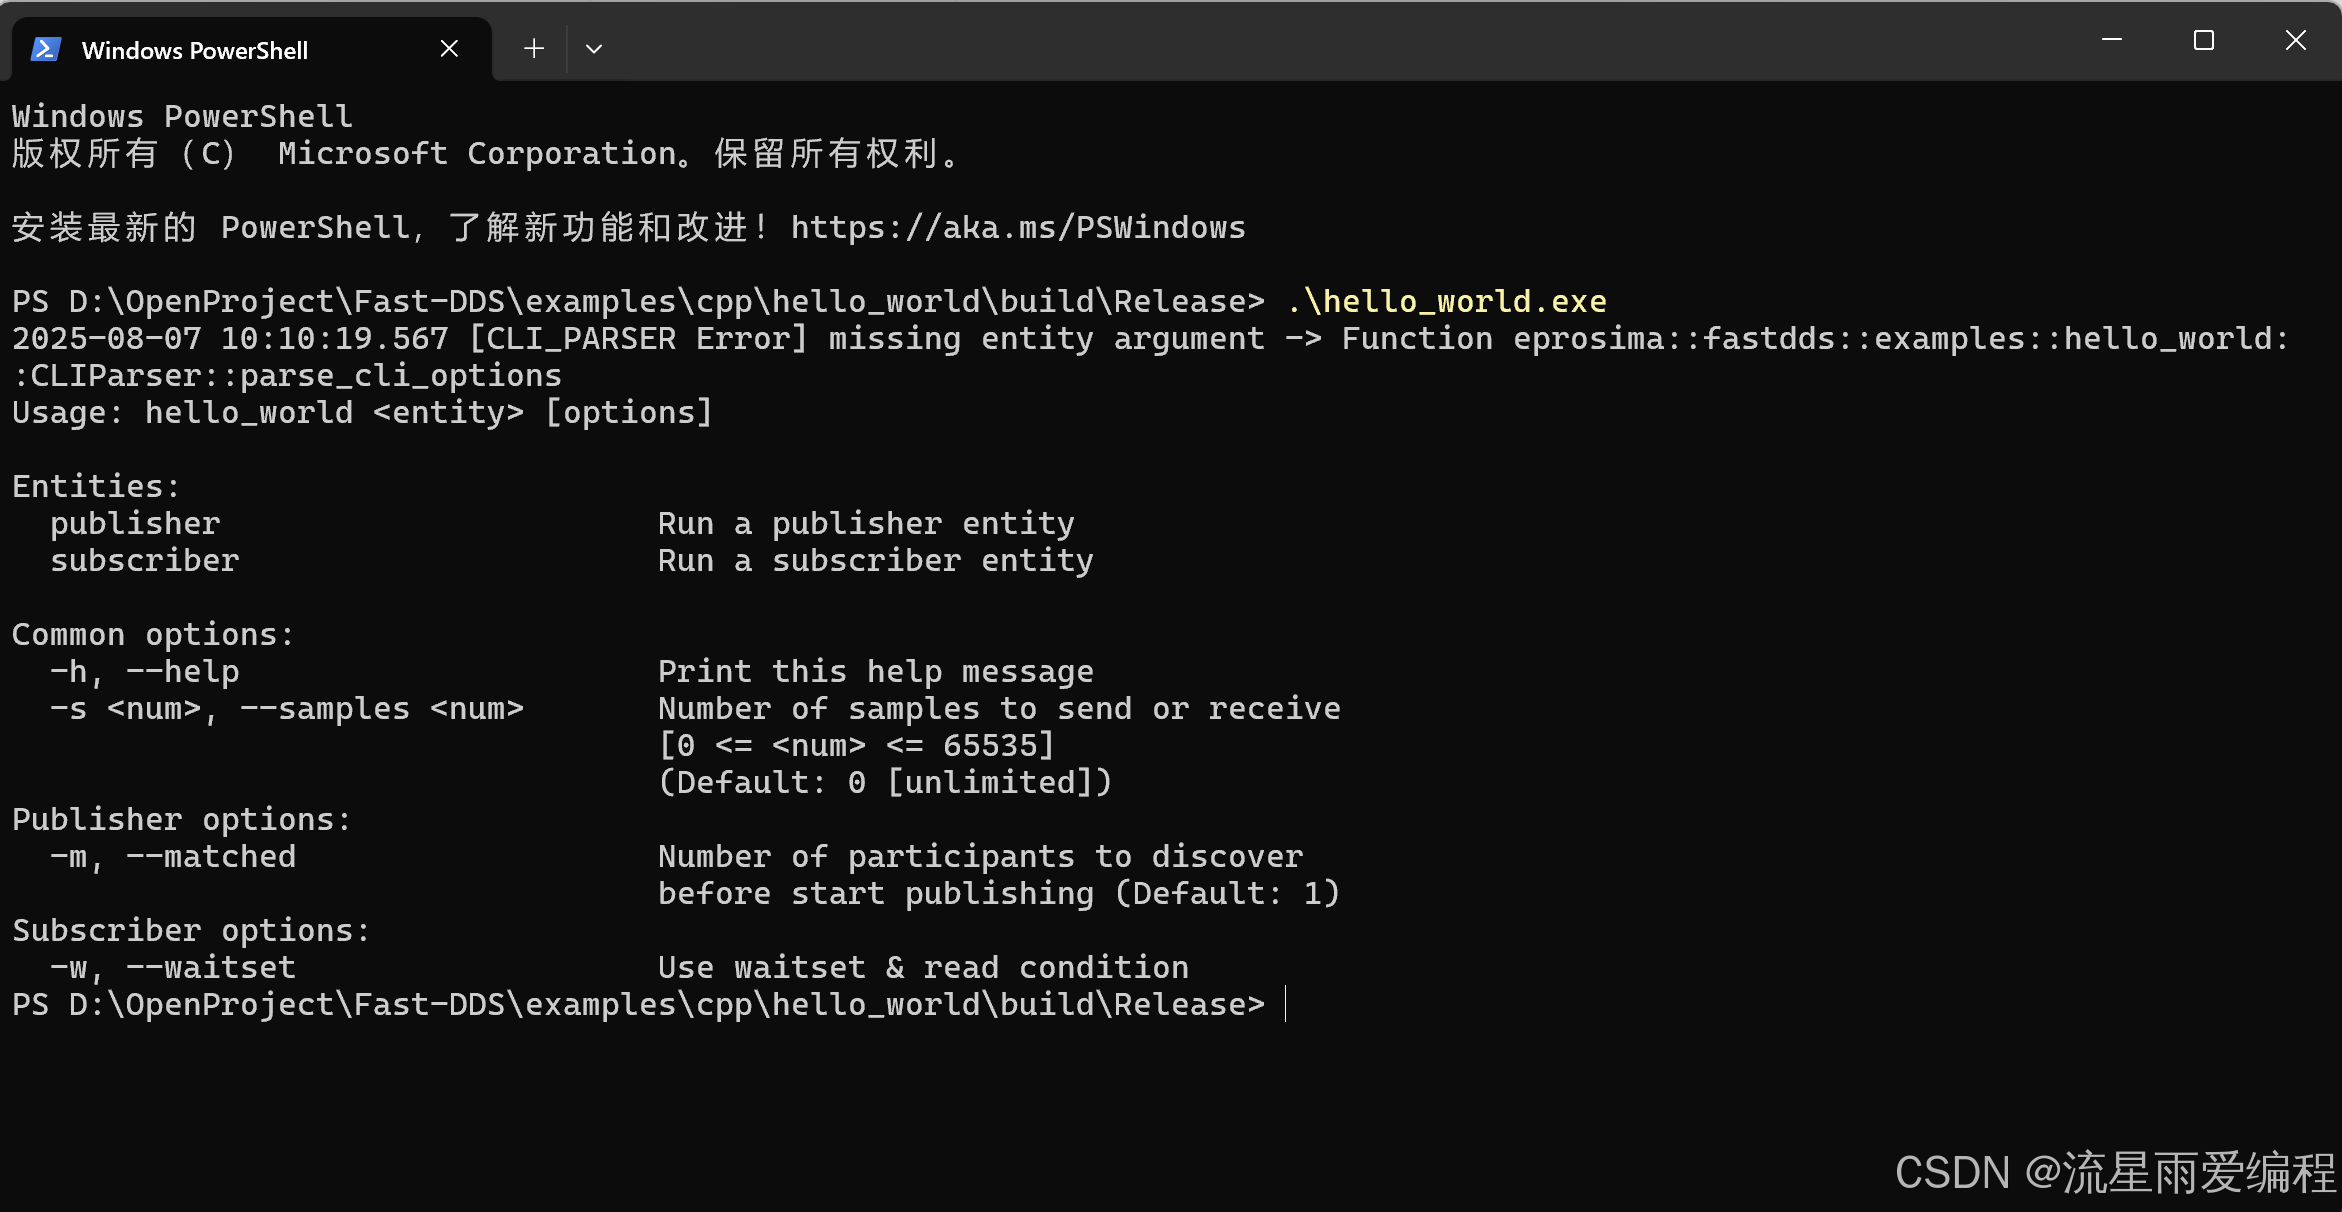 Windows PowerShell
Windows PowerShell
版权所有（C） Microsoft Corporation。保留所有权利。
安装最新的 PowerShell，了解新功能和改进！https://aka.ms/PSWindows
PS D:\OpenProject\Fast-DDS\examples\cpp\hello_world\build\Release> .\hello_world.exe
2025-08-07 10:10:19.567 [CLI_PARSER Error] missing entity argument -> Function eprosima::fastdds::examples::hello_world:
:CLIParser::parse_cli_options
Usage: hello_world <entity> [options]
Entities:
  publisher                       Run a publisher entity
  subscriber                      Run a subscriber entity
Common options:
  -h, --help                      Print this help message
  -s <num>, --samples <num>       Number of samples to send or receive
                                  [0 <= <num> <= 65535]
                                  (Default: 0 [unlimited])
Publisher options:
  -m, --matched                   Number of participants to discover
                                  before start publishing (Default: 1)
Subscriber options:
  -w, --waitset                   Use waitset & read condition
PS D:\OpenProject\Fast-DDS\examples\cpp\hello_world\build\Release>
CSDN @流星雨爱编程